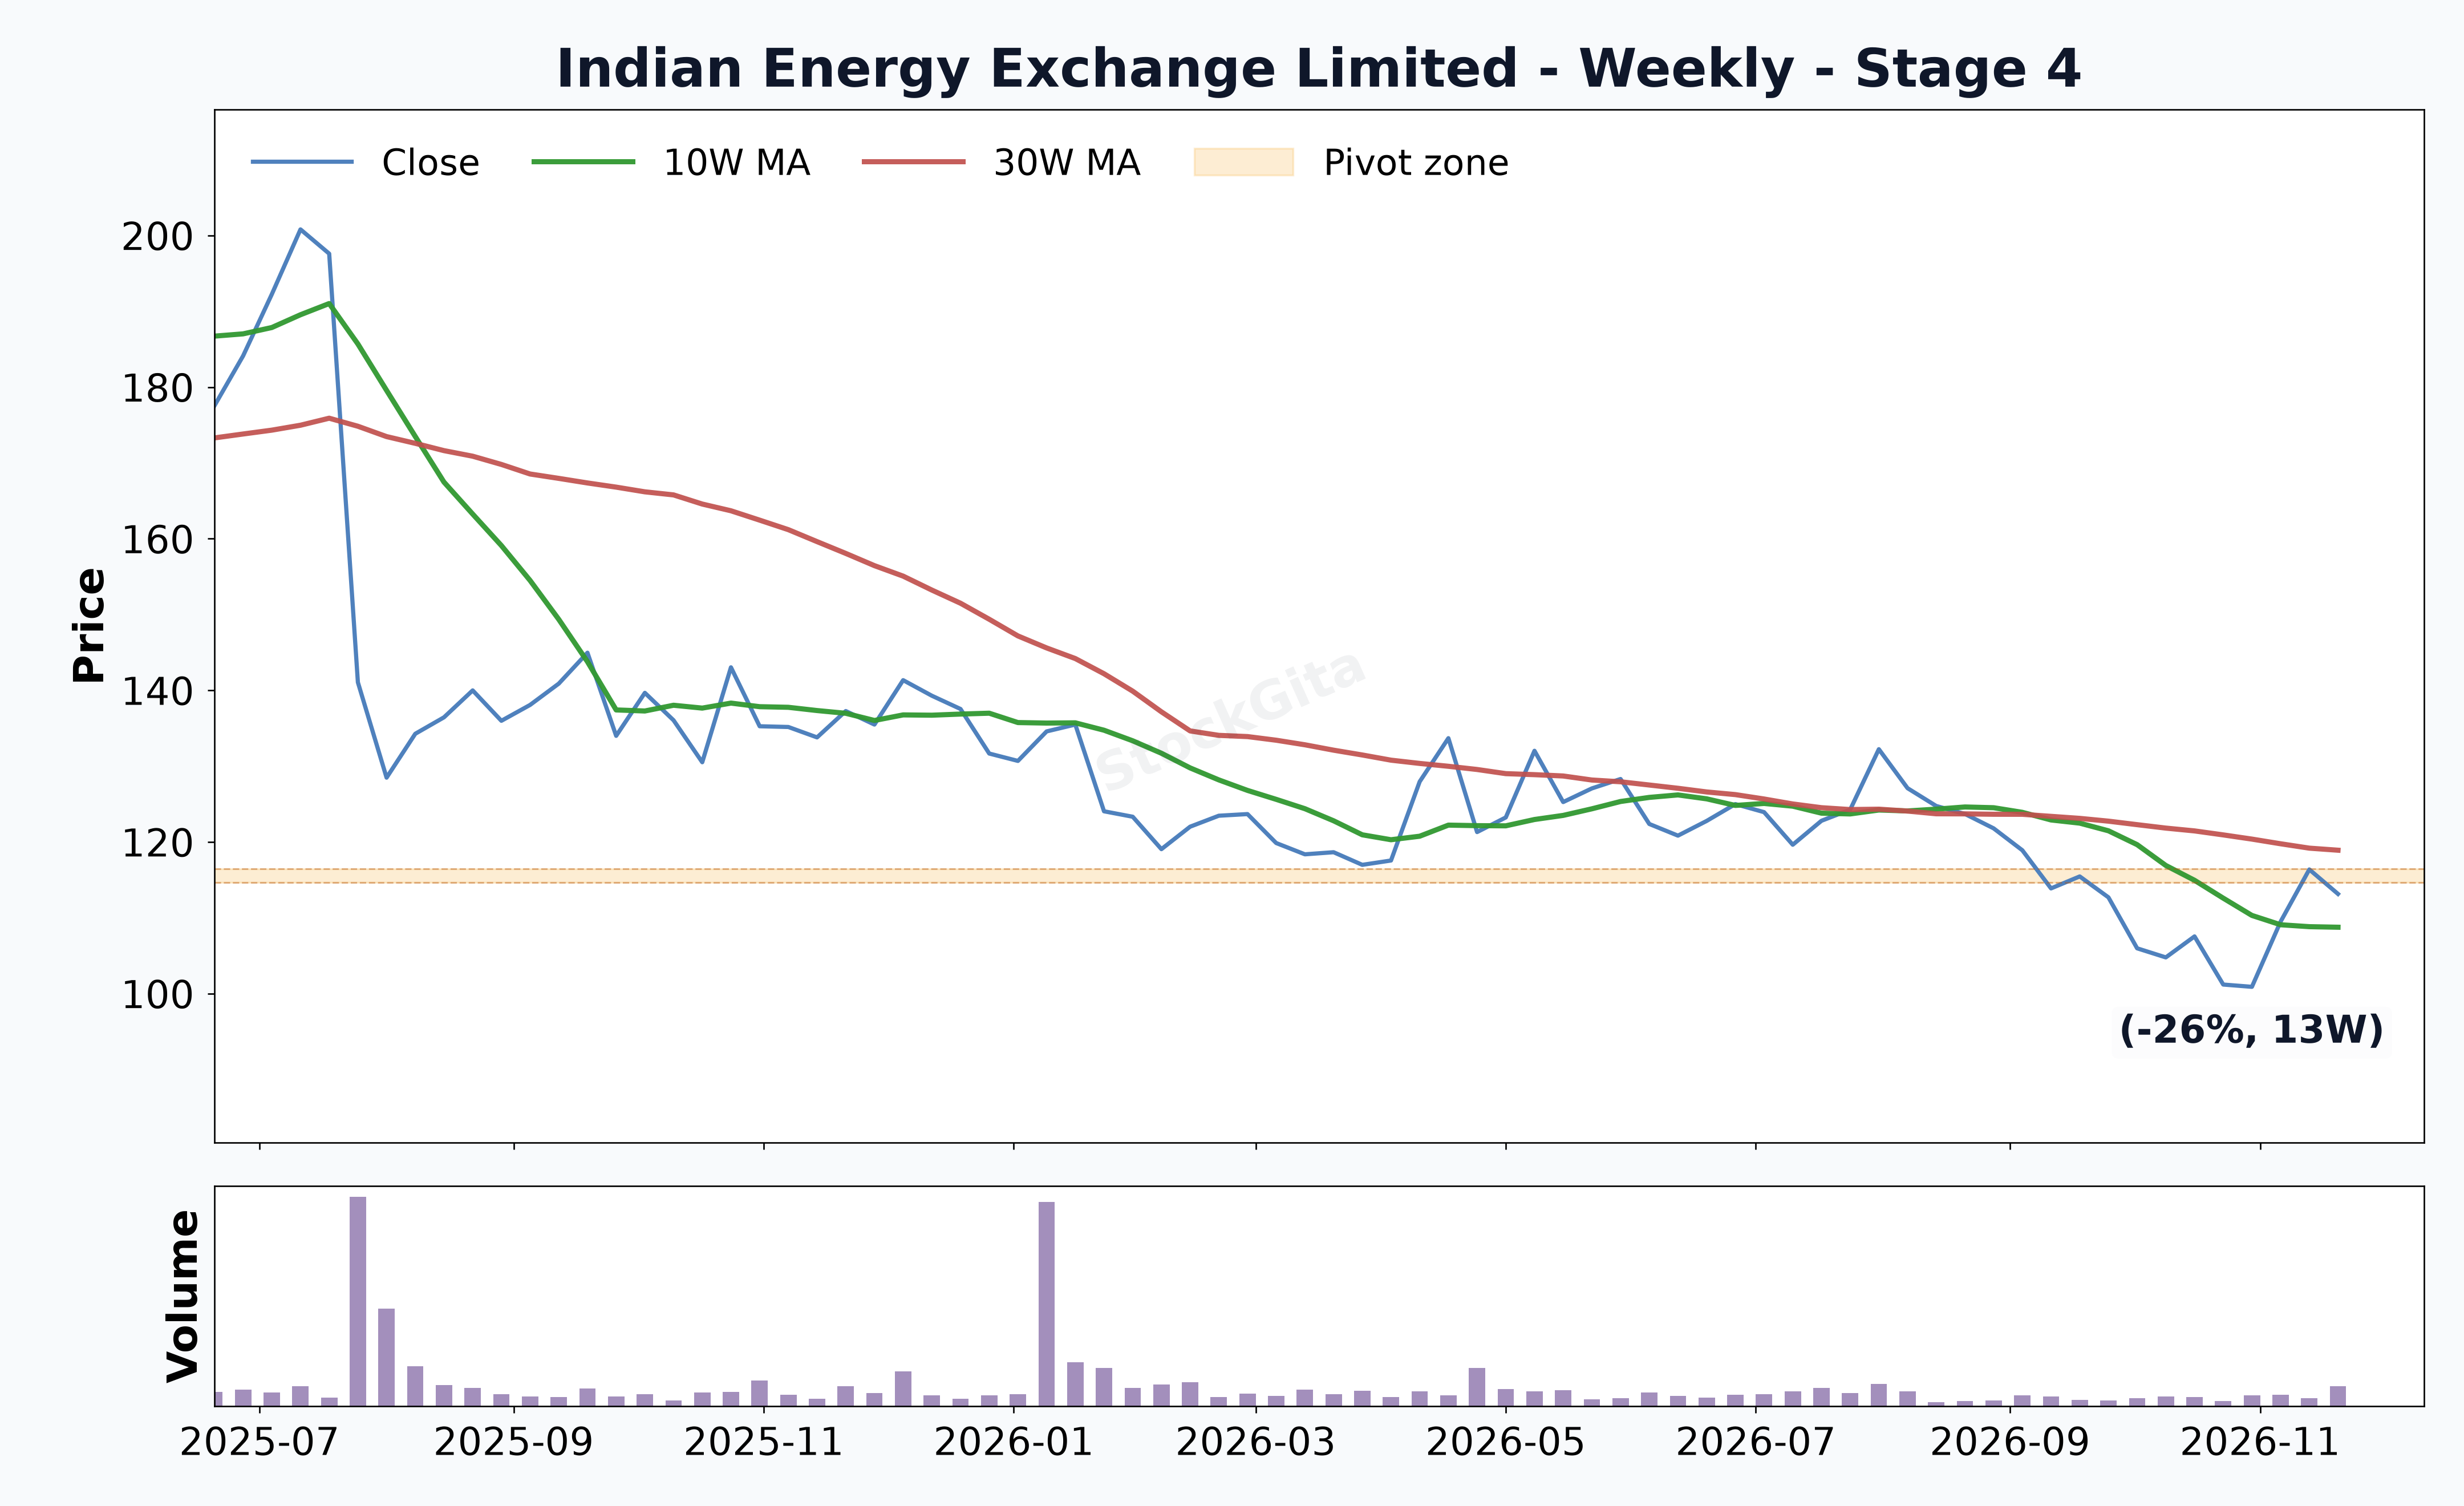 Indian Energy Exchange Limited - Weekly - Stage 4
Close 10W MA 30W MA Pivot zone
200
180
160
140
120
100
Price
StockGita
(-26%, 13W)
Volume
2025-07 2025-09 2025-11 2026-01 2026-03 2026-05 2026-07 2026-09 2026-11